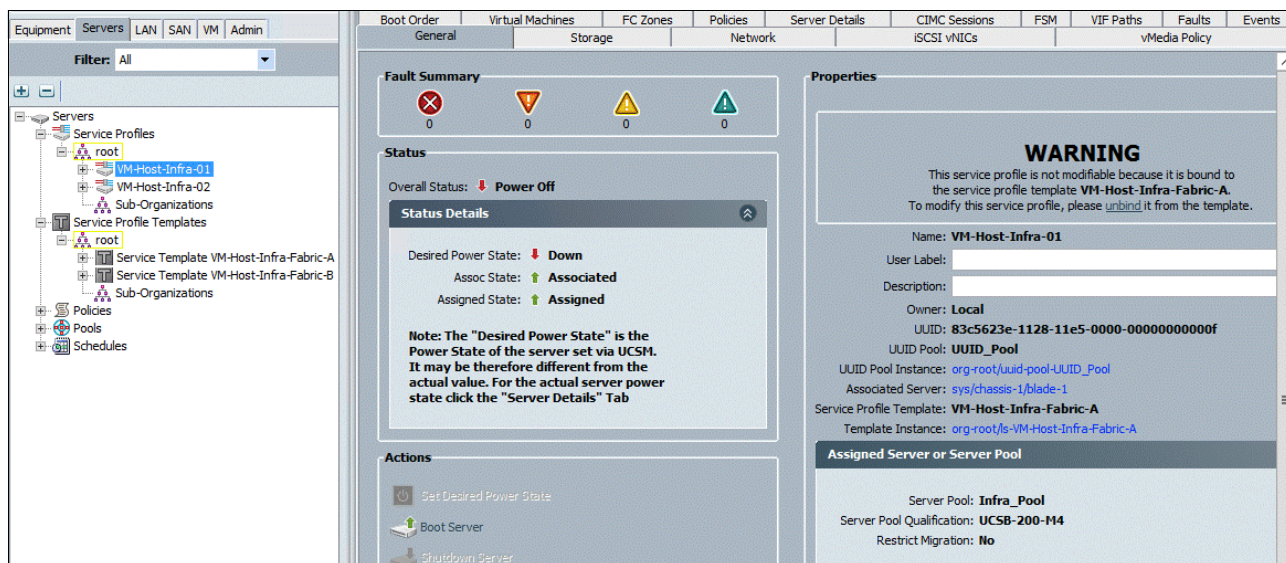 Equipment Servers LAN SAN VM Admin
Filter: All
Servers
Service Profiles
root
VM-Host-Infra-01
VM-Host-Infra-02
Sub-Organizations
Service Profile Templates
root
Service Template VM-Host-Infra-Fabric-A
Service Template VM-Host-Infra-Fabric-B
Sub-Organizations
Policies
Pools
Schedules
Boot Order Virtual Machines FC Zones Policies Server Details CIMC Sessions FSM VIF Paths Faults Events
General Storage Network iSCSI vNICs vMedia Policy
Fault Summary
0 0 0 0
Status
Overall Status: Power Off
Status Details
Desired Power State: Down
Assoc State: Associated
Assigned State: Assigned
Note: The "Desired Power State" is the
Power State of the server set via UCSM.
It may be therefore different from the
actual value. For the actual server power
state click the "Server Details" Tab
Actions
Set Desired Power State
Boot Server
Shutdown Server
Properties
WARNING
This service profile is not modifiable because it is bound to
the service profile template VM-Host-Infra-Fabric-A.
To modify this service profile, please unbind it from the template.
Name: VM-Host-Infra-01
User Label:
Description:
Owner: Local
UUID: 83c5623e-1128-11e5-0000-00000000000f
UUID Pool: UUID_Pool
UUID Pool Instance: org-root/uuid-pool-UUID_Pool
Associated Server: sys/chassis-1/blade-1
Service Profile Template: VM-Host-Infra-Fabric-A
Template Instance: org-root/ls-VM-Host-Infra-Fabric-A
Assigned Server or Server Pool
Server Pool: Infra_Pool
Server Pool Qualification: UCSB-200-M4
Restrict Migration: No